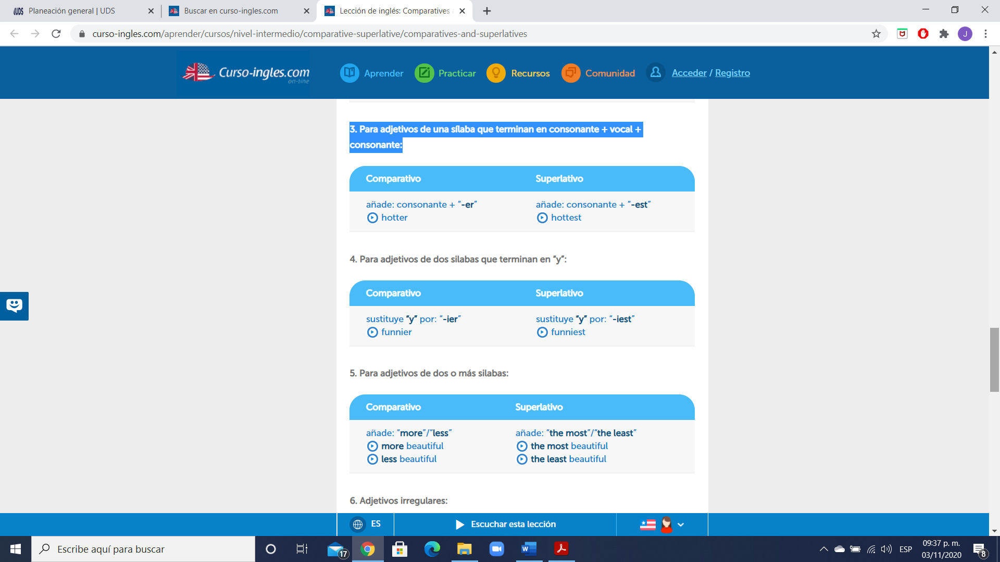 Planeación general | UDS
Buscar en curso-ingles.com
Lección de inglés: Comparatives
curso-ingles.com/aprender/cursos/nivel-intermedio/comparative-superlative/comparatives-and-superlatives
J
Curso-ingles.com
on-line
Aprender
Practicar
Recursos
Comunidad
Acceder / Registro
3. Para adjetivos de una sílaba que terminan en consonante + vocal +
consonante:
Comparativo Superlativo
añade: consonante + “-er” añade: consonante + “-est”
hotter hottest
4. Para adjetivos de dos silabas que terminan en “y”:
Comparativo Superlativo
sustituye “y” por: “-ier” sustituye “y” por: “-iest”
funnier funniest
5. Para adjetivos de dos o más silabas:
Comparativo Superlativo
añade: “more”/“less” añade: “the most”/“the least”
more beautiful the most beautiful
less beautiful the least beautiful
6. Adjetivos irregulares:
ES
Escuchar esta lección
Escribe aquí para buscar
17
ESP
09:37 p. m.
03/11/2020
8